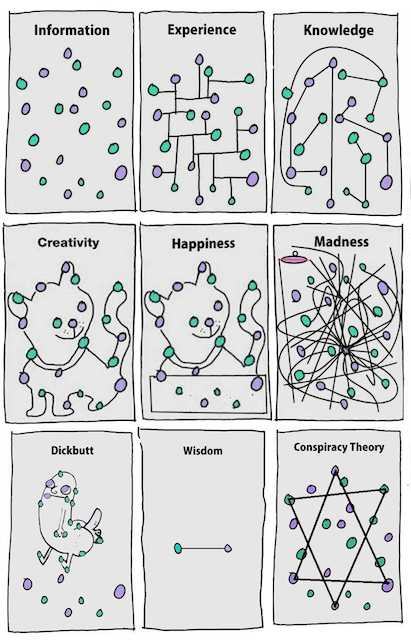 Information
Experience
Knowledge
Creativity
Happiness
Madness
Dickbutt
Wisdom
Conspiracy Theory